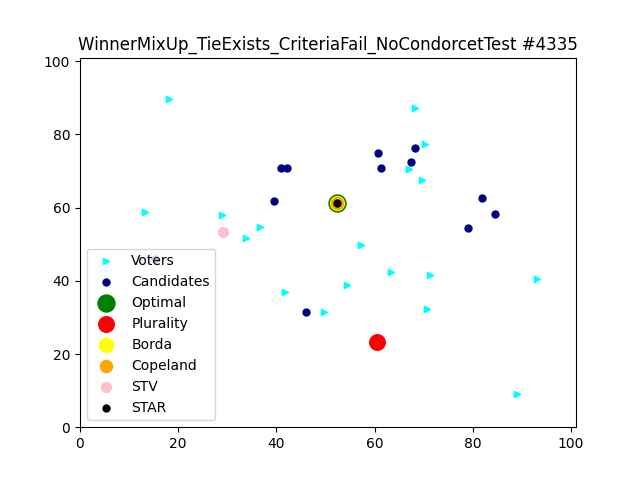 WinnerMixUp_TieExists_CriteriaFail_NoCondorcetTest #4335
100
80
60
40
20
0
Voters
Candidates
Optimal
Plurality
Borda
Copeland
STV
STAR
0 20 40 60 80 100